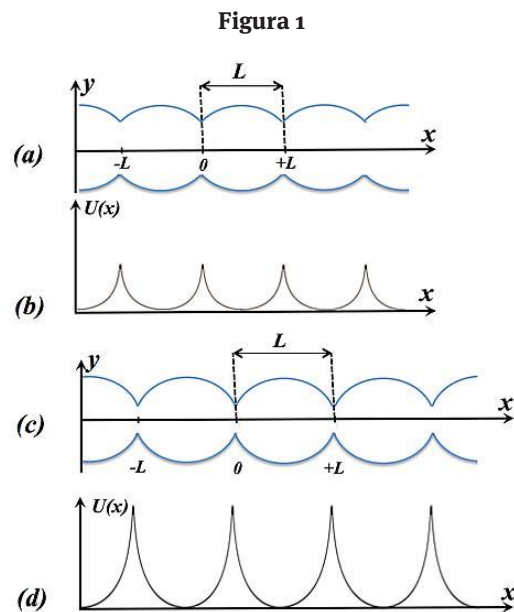 Figura 1
L
y
x
(a)
-L 0 +L
U(x)
x
(b)
L
y
x
(c)
-L 0 +L
U(x)
x
(d)